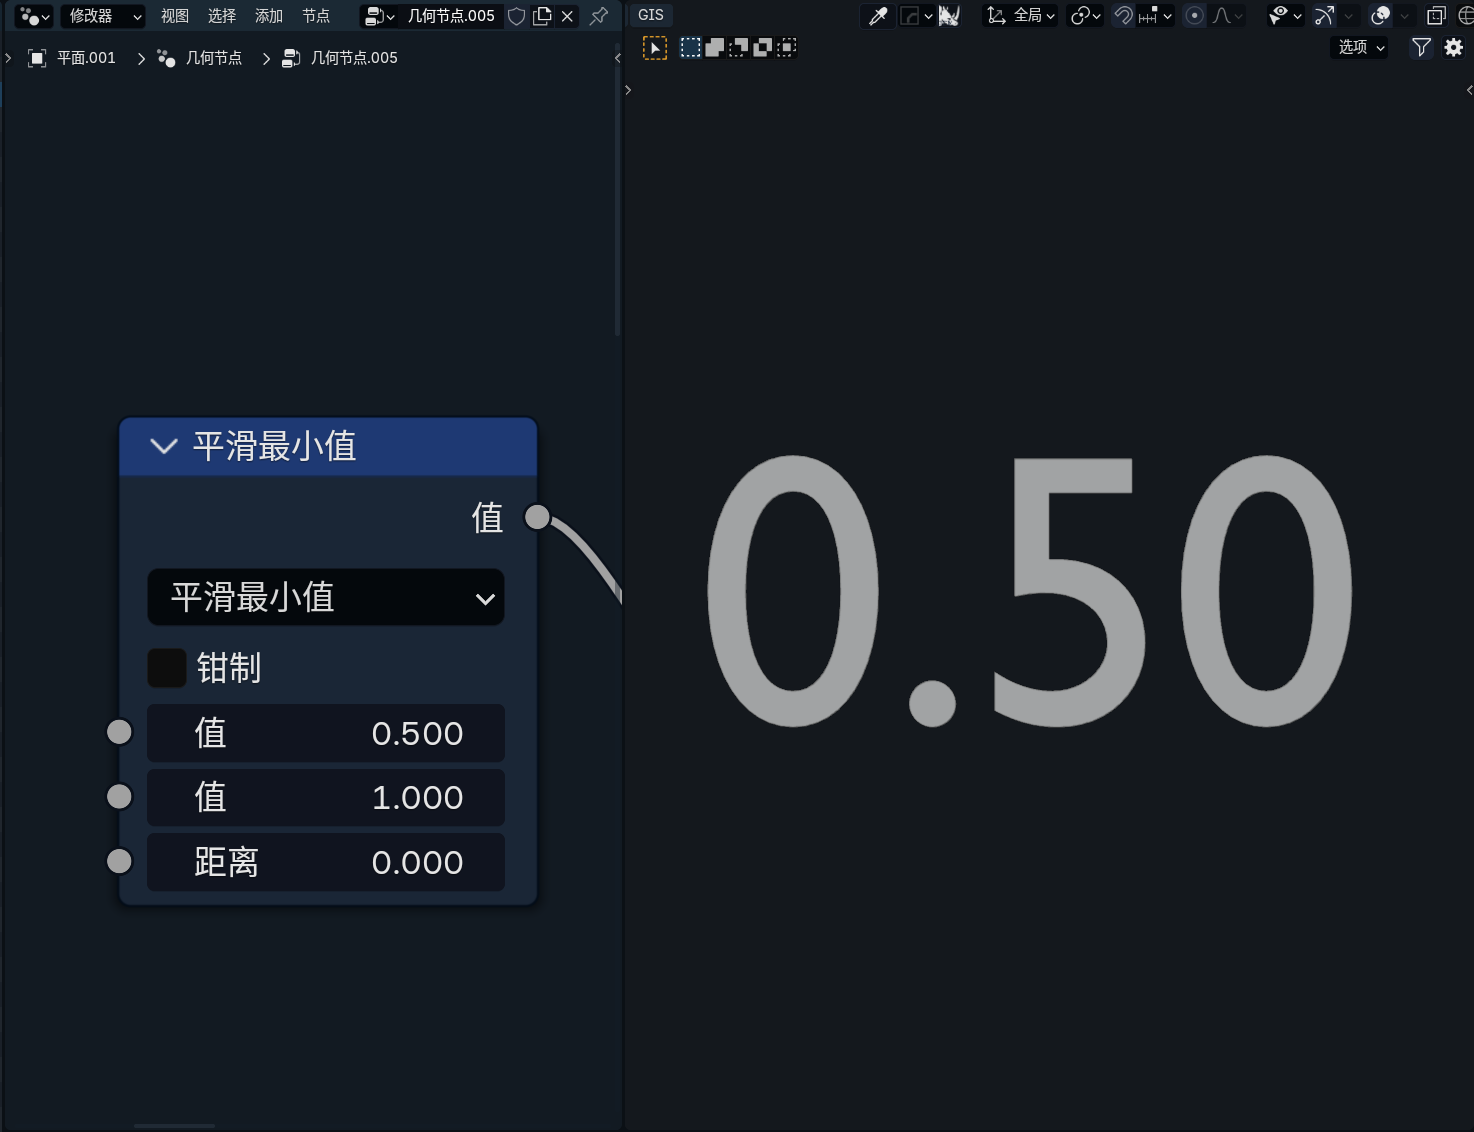 修改器 视图 选择 添加 节点 几何节点.005
GIS 全局
选项
平面.001 几何节点 几何节点.005
平滑最小值
值
平滑最小值
钳制
值 0.500
值 1.000
距离 0.000
0.50